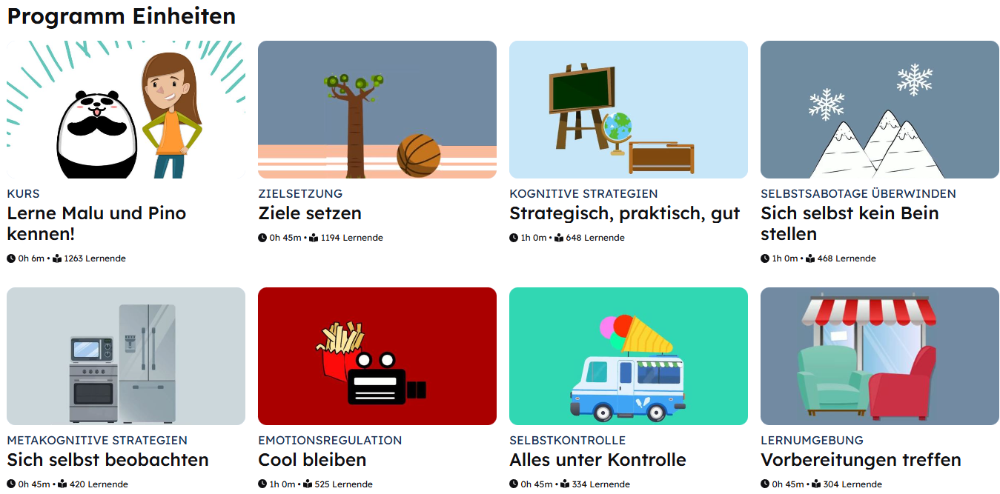 Programm Einheiten
KURS
Lerne Malu und Pino
kennen!
0h 6m • 1263 Lernende
ZIELSETZUNG
Ziele setzen
0h 45m • 1194 Lernende
KOGNITIVE STRATEGIEN
Strategisch, praktisch, gut
1h 0m • 648 Lernende
SELBSTSABOTAGE ÜBERWINDEN
Sich selbst kein Bein
stellen
1h 0m • 468 Lernende
METAKOGNITIVE STRATEGIEN
Sich selbst beobachten
0h 45m • 420 Lernende
EMOTIONSREGULATION
Cool bleiben
1h 0m • 525 Lernende
SELBSTKONTROLLE
Alles unter Kontrolle
0h 45m • 334 Lernende
LERNUMGEBUNG
Vorbereitungen treffen
0h 45m • 304 Lernende